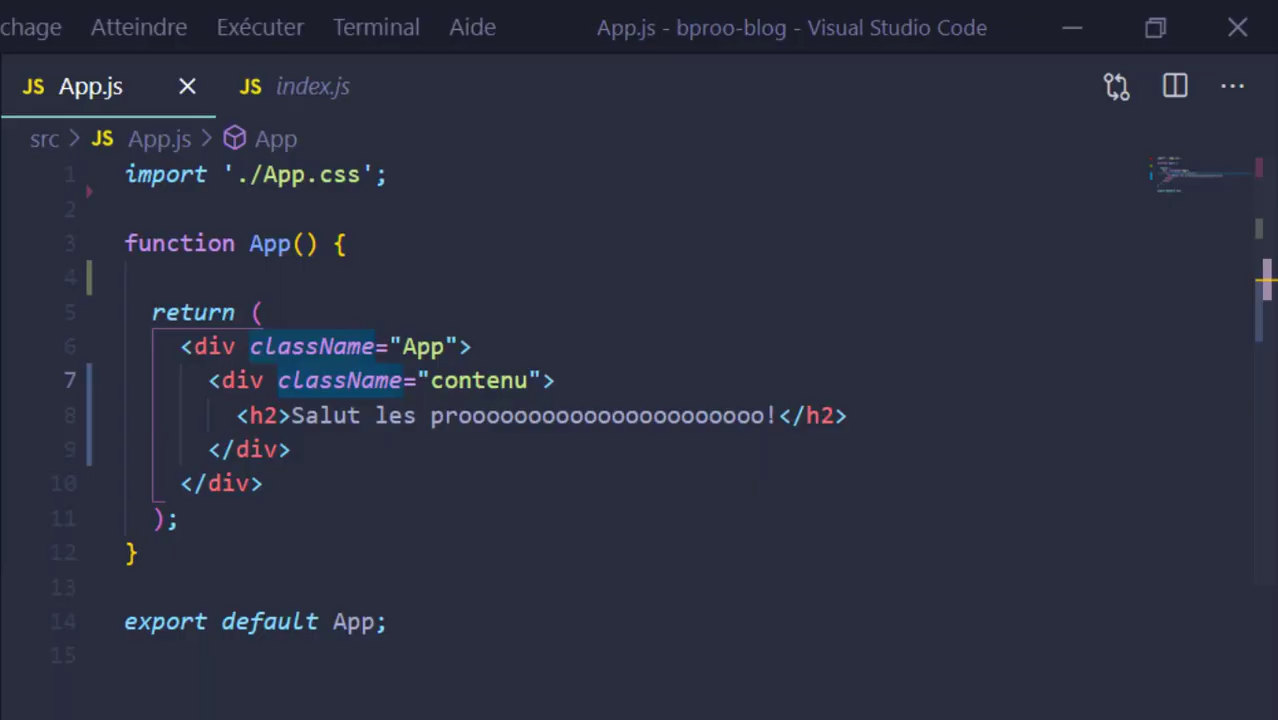 chage Atteindre Exécuter Terminal Aide App.js - bproo-blog - Visual Studio Code
JS App.js JS index.js
src > JS App.js > App
1 import './App.css';
2
3 function App() {
4
5 return (
6 <div className="App">
7 <div className="contenu">
8 <h2>Salut les proooooooooooooooooooooo!</h2>
9 </div>
10 </div>
11 );
12 }
13
14 export default App;
15